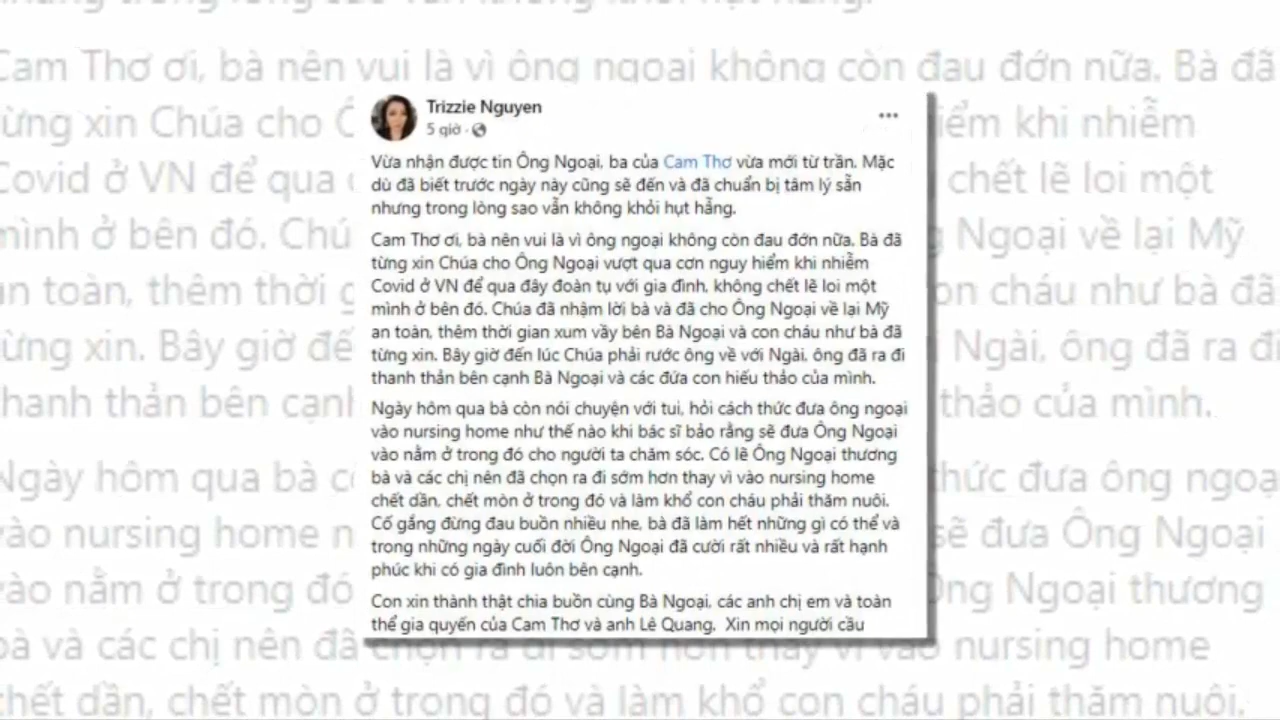 Trizzie Nguyen
5 giờ ·
Vừa nhận được tin Ông Ngoại, ba của Cam Thơ vừa mới từ trần. Mặc
dù đã biết trước ngày này cũng sẽ đến và đã chuẩn bị tâm lý sẵn
nhưng trong lòng sao vẫn không khỏi hụt hẫng.
Cam Thơ ơi, bà nên vui là vì ông ngoại không còn đau đớn nữa. Bà đã
từng xin Chúa cho Ông Ngoại vượt qua cơn nguy hiểm khi nhiễm
Covid ở VN để qua đây đoàn tụ với gia đình, không chết lẽ loi một
mình ở bên đó. Chúa đã nhậm lời bà và đã cho Ông Ngoại về lại Mỹ
an toàn, thêm thời gian xum vầy bên Bà Ngoại và con cháu như bà đã
từng xin. Bây giờ đến lúc Chúa phải rước ông về với Ngài, ông đã ra đi
thanh thản bên cạnh Bà Ngoại và các đứa con hiếu thảo của mình.
Ngày hôm qua bà còn nói chuyện với tui, hỏi cách thức đưa ông ngoại
vào nursing home như thế nào khi bác sĩ bảo rằng sẽ đưa Ông Ngoại
vào nằm ở trong đó cho người ta chăm sóc. Có lẽ Ông Ngoại thương
bà và các chị nên đã chọn ra đi sớm hơn thay vì vào nursing home
chết dần, chết mòn ở trong đó và làm khổ con cháu phải thăm nuôi.
Cố gắng đừng đau buồn nhiều nhe, bà đã làm hết những gì có thể và
trong những ngày cuối đời Ông Ngoại đã cười rất nhiều và rất hạnh
phúc khi có gia đình luôn bên cạnh.
Con xin thành thật chia buồn cùng Bà Ngoại, các anh chị em và toàn
thể gia quyến của Cam Thơ và anh Lê Quang. Xin mọi người cầu